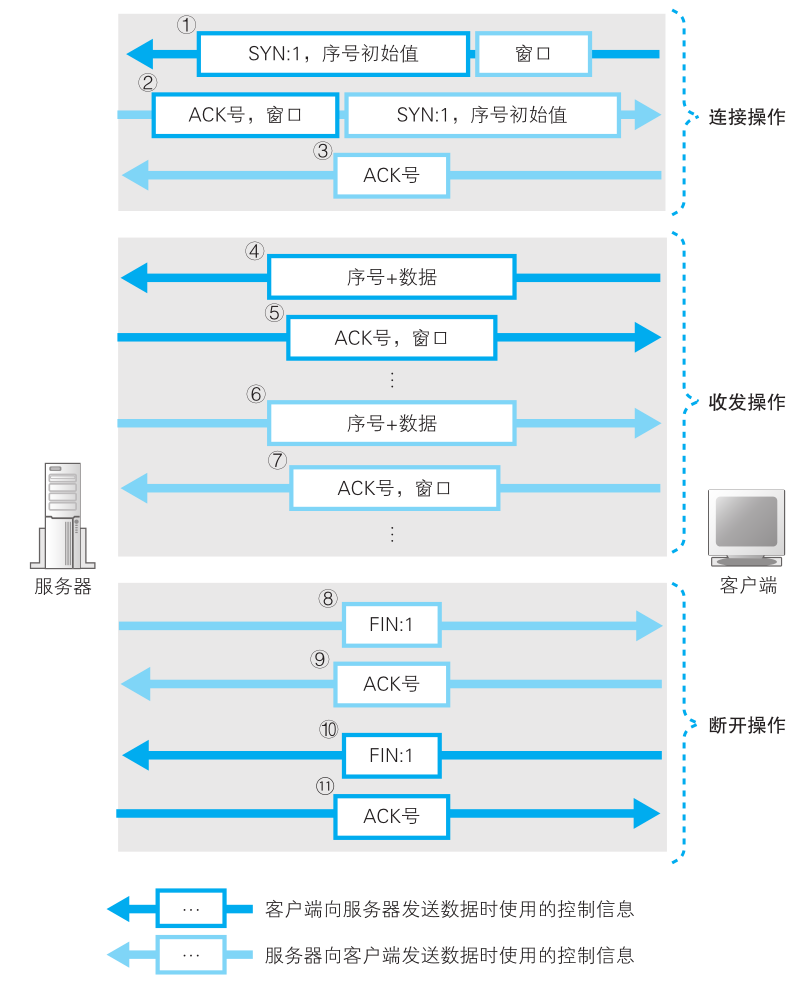 ①
SYN:1，序号初始值
窗口
②
ACK号，窗口
SYN:1，序号初始值
③
ACK号
连接操作
④
序号+数据
⑤
ACK号，窗口
⋮
⑥
序号+数据
⑦
ACK号，窗口
⋮
收发操作
服务器
客户端
⑧
FIN:1
⑨
ACK号
⑩
FIN:1
⑪
ACK号
断开操作
… 客户端向服务器发送数据时使用的控制信息
… 服务器向客户端发送数据时使用的控制信息